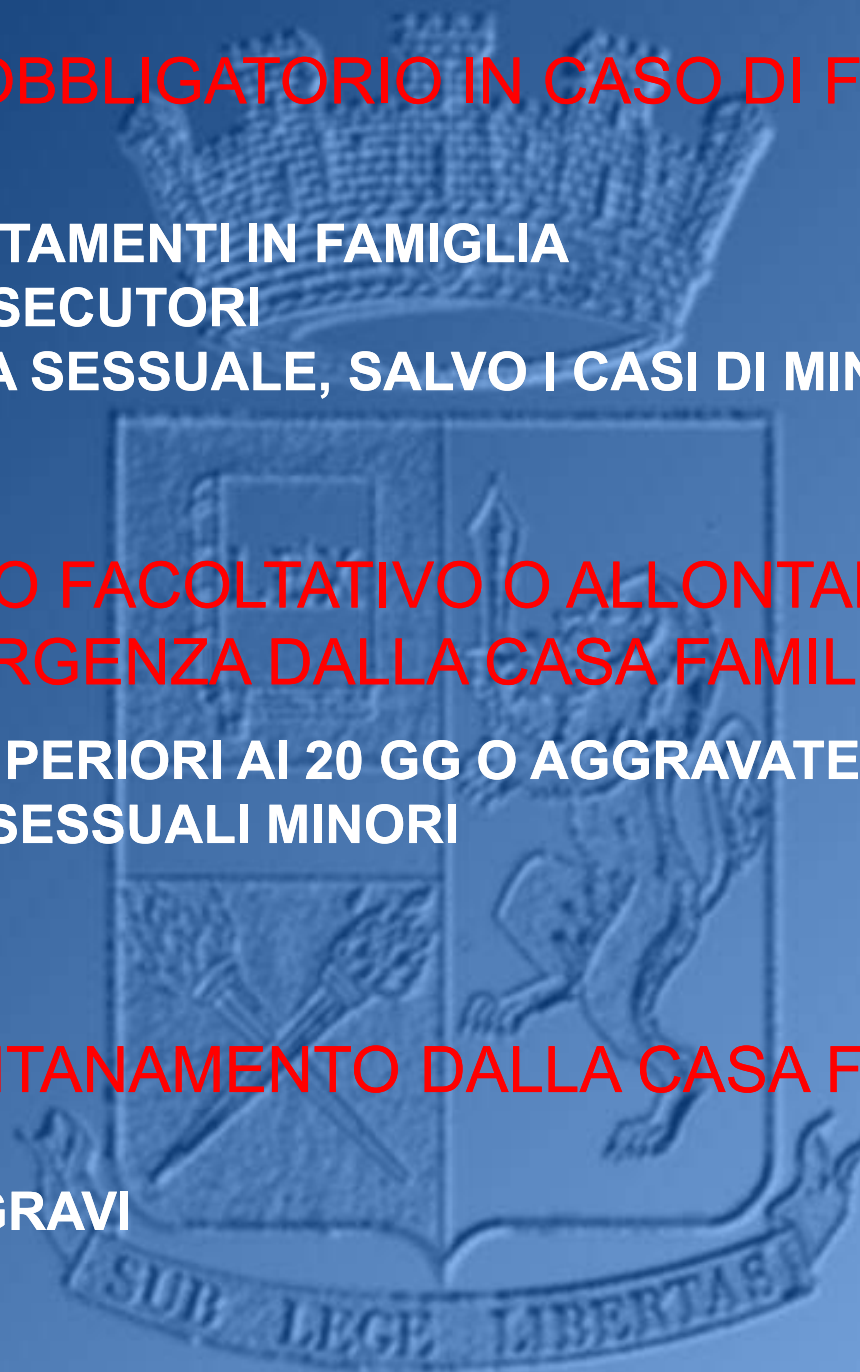 OBBLIGATORIO IN CASO DI F
TAMENTI IN FAMIGLIA
SECUTORI
A SESSUALE, SALVO I CASI DI MIN
O FACOLTATIVO O ALLONTA
RGENZA DALLA CASA FAMIL
PERIORI AI 20 GG O AGGRAVATE
SESSUALI MINORI
TANAMENTO DALLA CASA F
GRAVI
SUB LEGE LIBERTAS